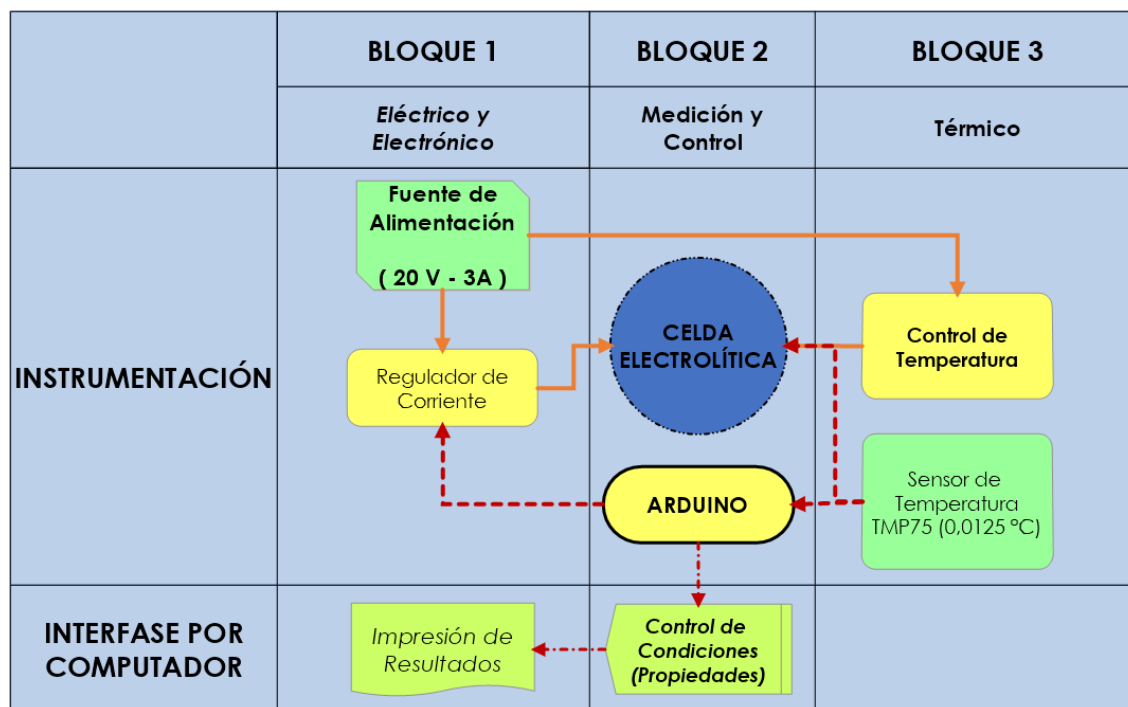 BLOQUE 1
BLOQUE 2
BLOQUE 3
Eléctrico y
Electrónico
Medición y
Control
Térmico
INSTRUMENTACIÓN
Fuente de
Alimentación
( 20 V - 3A )
Regulador de
Corriente
CELDA
ELECTROLÍTICA
ARDUINO
Control de
Temperatura
Sensor de
Temperatura
TMP75 (0,0125 °C)
INTERFASE POR
COMPUTADOR
Impresión de
Resultados
Control de
Condiciones
(Propiedades)